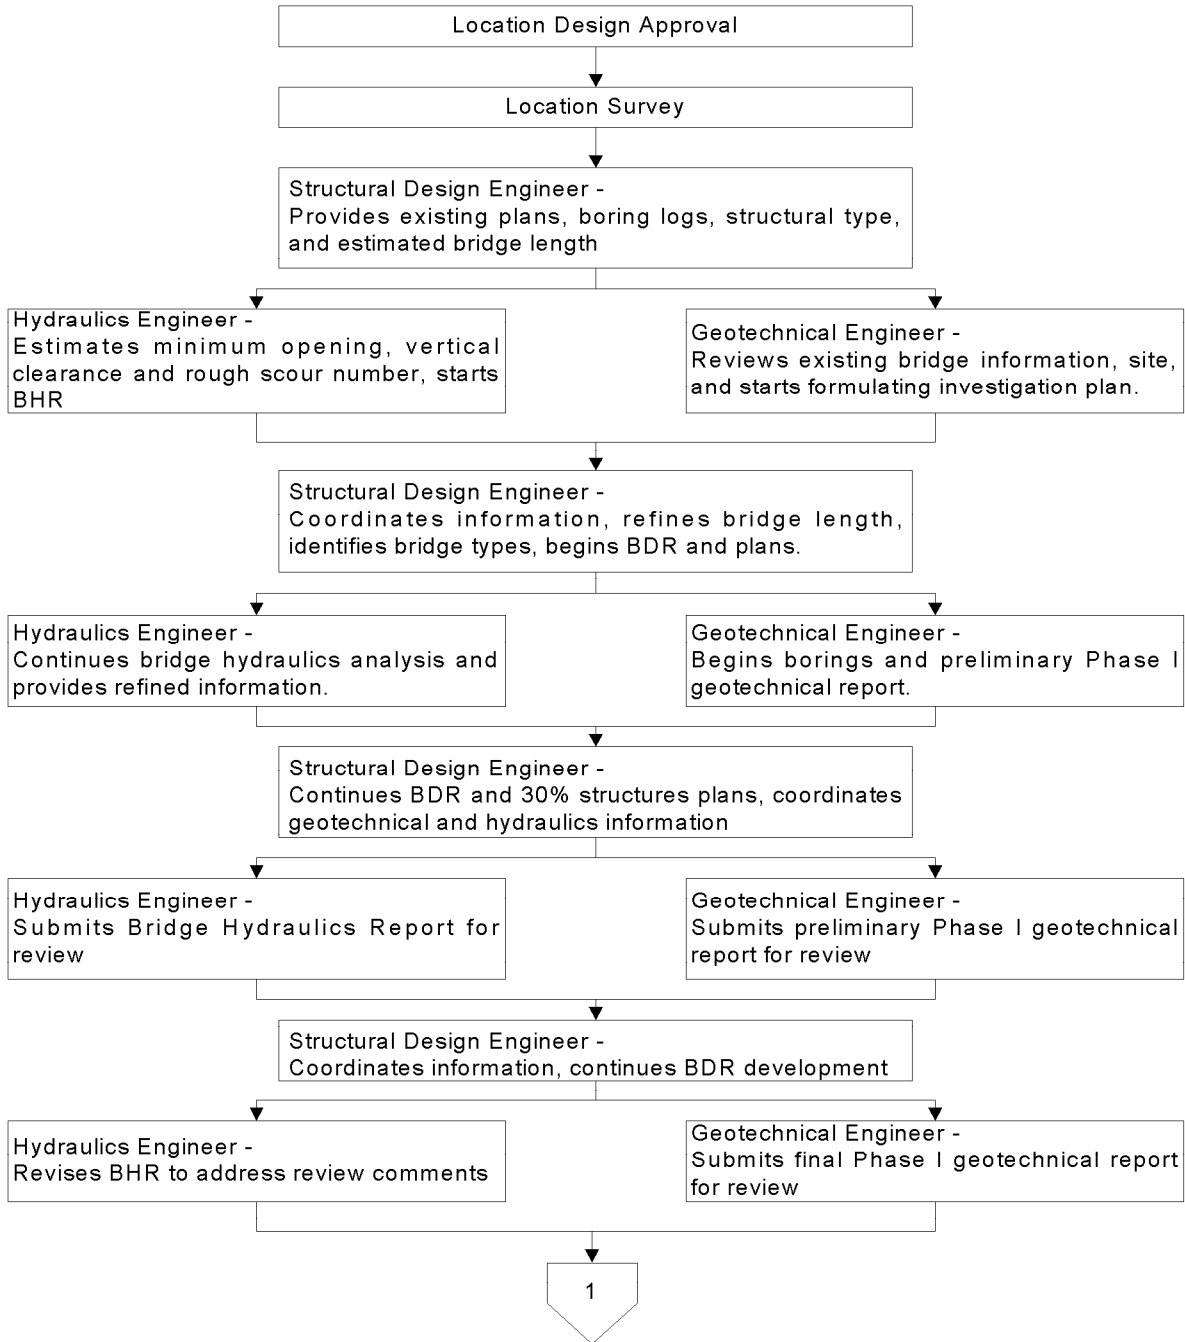 Location Design Approval
Location Survey
Structural Design Engineer -
Provides existing plans, boring logs, structural type,
and estimated bridge length
Hydraulics Engineer -
Estimates minimum opening, vertical
clearance and rough scour number, starts
BHR
Geotechnical Engineer -
Reviews existing bridge information, site,
and starts formulating investigation plan.
Structural Design Engineer -
Coordinates information, refines bridge length,
identifies bridge types, begins BDR and plans.
Hydraulics Engineer -
Continues bridge hydraulics analysis and
provides refined information.
Geotechnical Engineer -
Begins borings and preliminary Phase I
geotechnical report.
Structural Design Engineer -
Continues BDR and 30% structures plans, coordinates
geotechnical and hydraulics information
Hydraulics Engineer -
Submits Bridge Hydraulics Report for
review
Geotechnical Engineer -
Submits preliminary Phase I geotechnical
report for review
Structural Design Engineer -
Coordinates information, continues BDR development
Hydraulics Engineer -
Revises BHR to address review comments
Geotechnical Engineer -
Submits final Phase I geotechnical report
for review
1